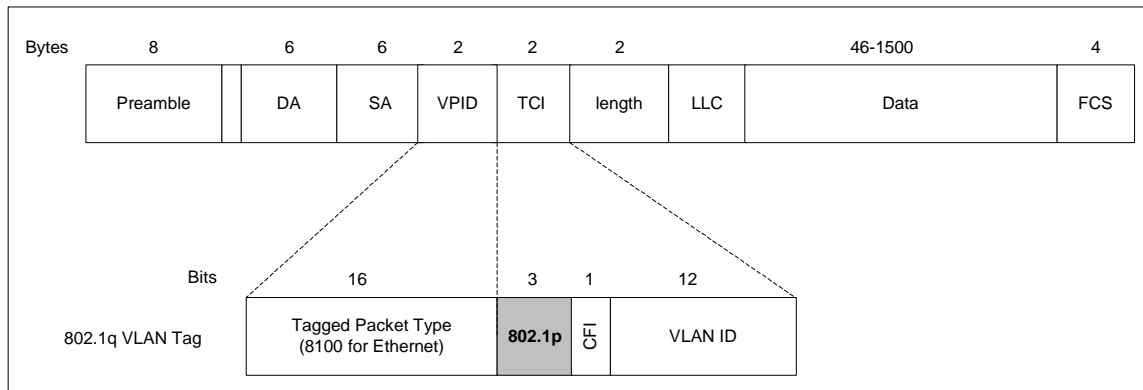 Bytes 8 6 6 2 2 2 46-1500 4
Preamble DA SA VPID TCI length LLC Data FCS
Bits 16 3 1 12
802.1q VLAN Tag
Tagged Packet Type
(8100 for Ethernet)
802.1p
CFI
VLAN ID